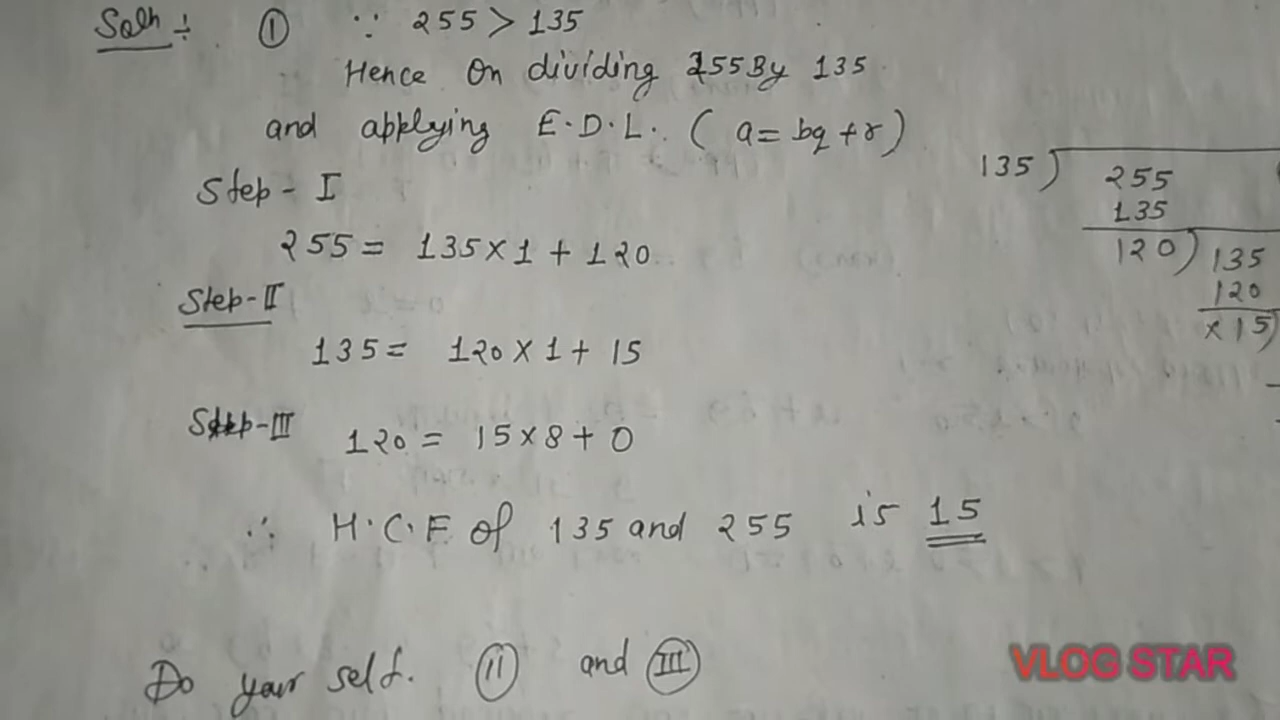 Soln ÷ ① ∵ 255 > 135
Hence On dividing 255 By 135
and applying E.D.L. ( a = bq + r )
Step - I
255 = 135 × 1 + 120
Step - II
135 = 120 × 1 + 15
Step - III 120 = 15 × 8 + 0
∴ H.C.F. of 135 and 255 is 15
Do your self. (II) and (III)
135 ) 255
135
120 ) 135
120
× 15
VLOG STAR